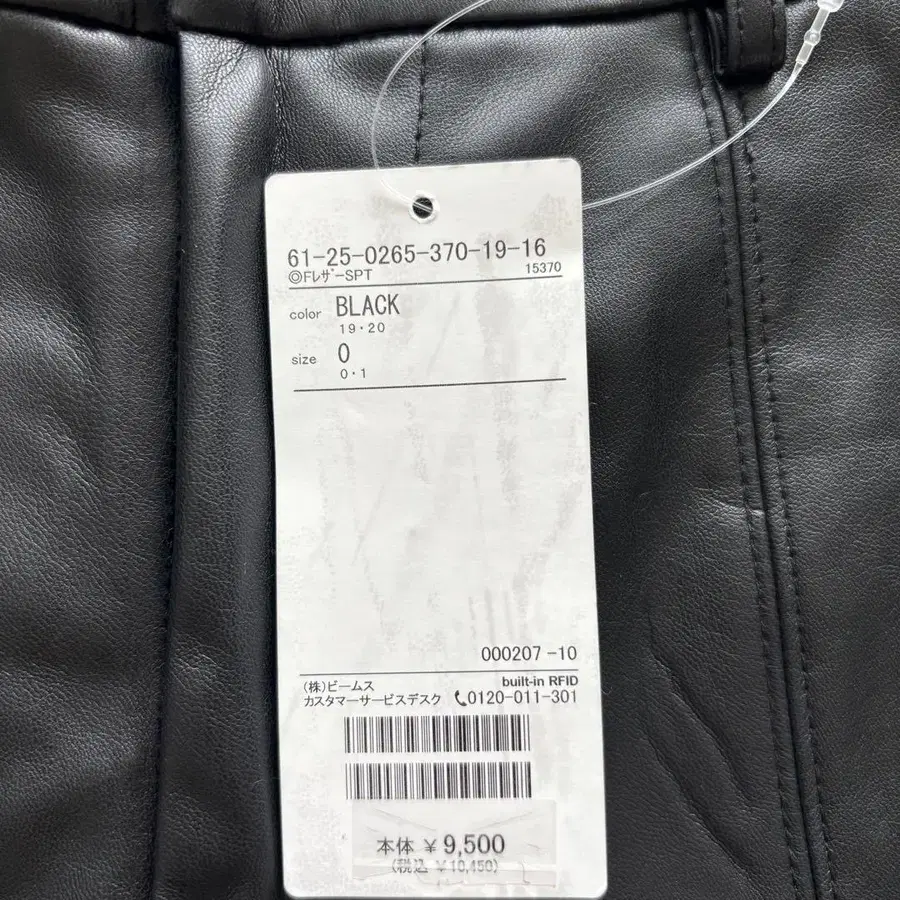 61-25-0265-370-19-16
◎Fﾚｻﾞｰ-SPT 15370
color BLACK
19・20
size 0
0・1
000207 -10
built-in RFID
(株)ビームス
カスタマーサービスデスク 0120-011-301
本体 ¥9,500
(税込 ¥10,450)